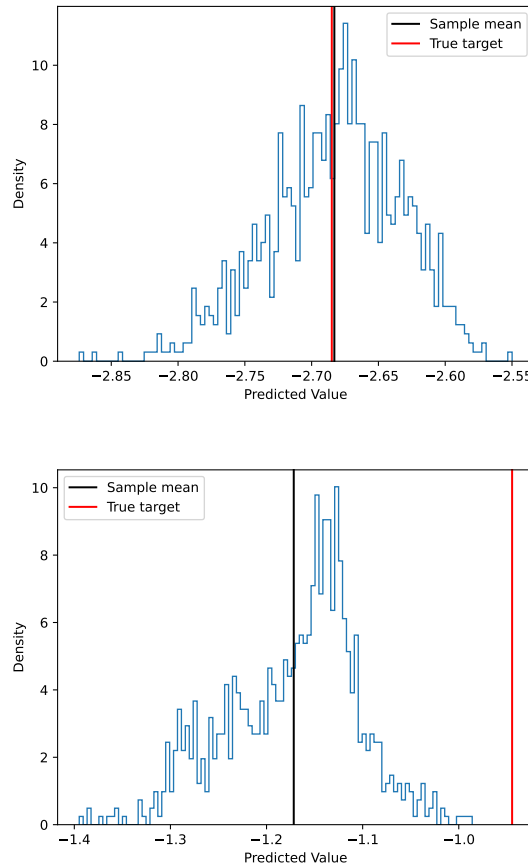 Sample mean
True target
12
10
8
6
4
2
0
Density
−2.85 −2.80 −2.75 −2.70 −2.65 −2.60 −2.55
Predicted Value
Sample mean
True target
10
8
6
4
2
0
Density
−1.4 −1.3 −1.2 −1.1 −1.0
Predicted Value